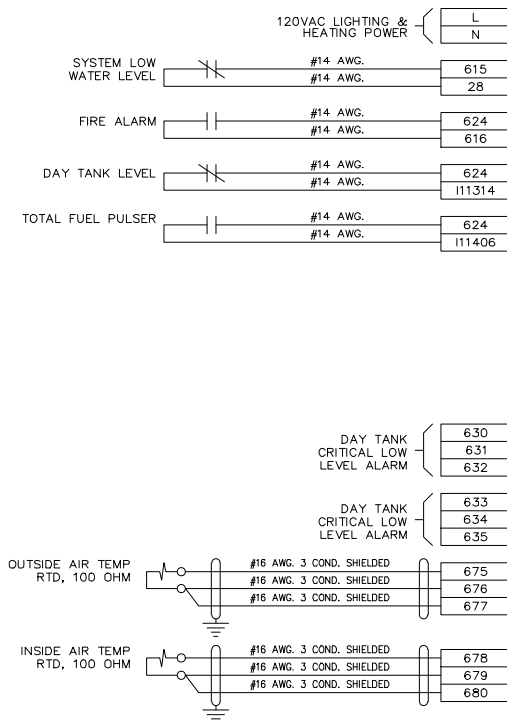 120VAC LIGHTING &
HEATING POWER
L
N
SYSTEM LOW
WATER LEVEL
#14 AWG.
#14 AWG.
615
28
FIRE ALARM
#14 AWG.
#14 AWG.
624
616
DAY TANK LEVEL
#14 AWG.
#14 AWG.
624
I11314
TOTAL FUEL PULSER
#14 AWG.
#14 AWG.
624
I11406
DAY TANK
CRITICAL LOW
LEVEL ALARM
630
631
632
DAY TANK
CRITICAL LOW
LEVEL ALARM
633
634
635
OUTSIDE AIR TEMP
RTD, 100 OHM
#16 AWG. 3 COND. SHIELDED
#16 AWG. 3 COND. SHIELDED
#16 AWG. 3 COND. SHIELDED
675
676
677
INSIDE AIR TEMP
RTD, 100 OHM
#16 AWG. 3 COND. SHIELDED
#16 AWG. 3 COND. SHIELDED
#16 AWG. 3 COND. SHIELDED
678
679
680